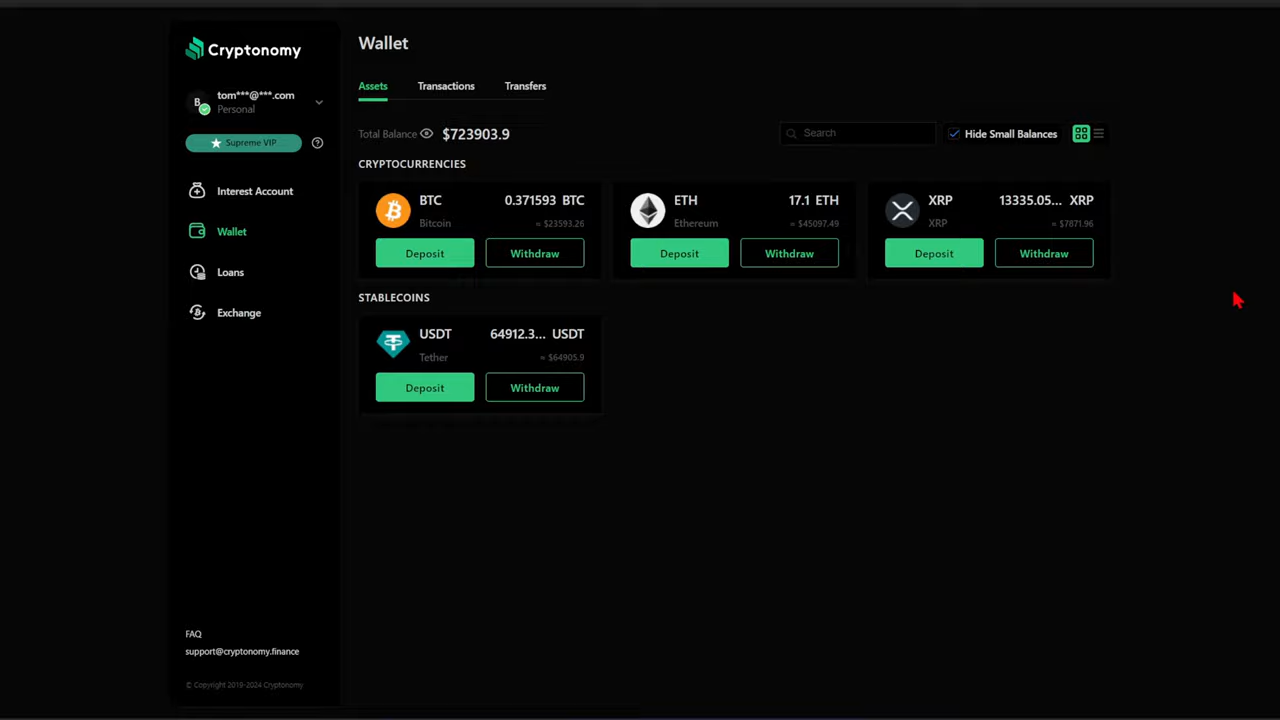 Cryptonomy
B
tom***@***.com
Personal
Supreme VIP
?
Interest Account
Wallet
Loans
Exchange
FAQ
support@cryptonomy.finance
© Copyright 2019-2024 Cryptonomy
Wallet
Assets Transactions Transfers
Total Balance $723903.9
Search
Hide Small Balances
CRYPTOCURRENCIES
BTC 0.371593 BTC
Bitcoin ≈ $23593.26
Deposit Withdraw
ETH 17.1 ETH
Ethereum ≈ $45097.49
Deposit Withdraw
XRP 13335.05... XRP
XRP ≈ $7871.96
Deposit Withdraw
STABLECOINS
USDT 64912.3... USDT
Tether ≈ $64905.9
Deposit Withdraw